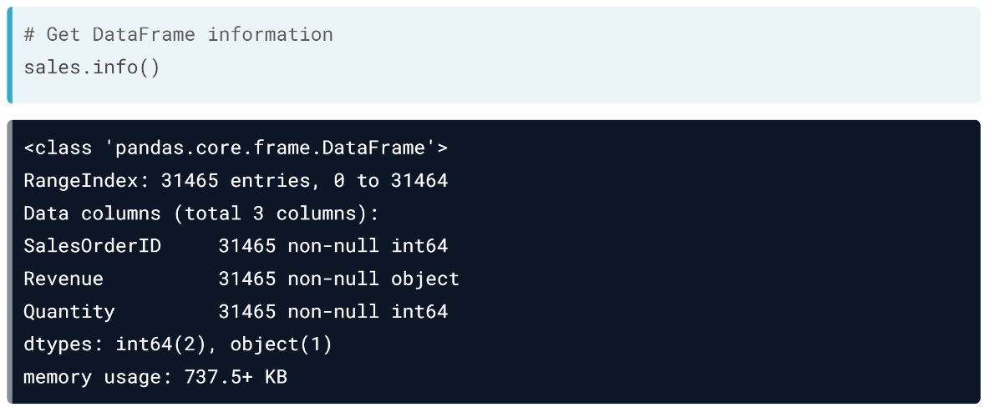 # Get DataFrame information
sales.info()
<class 'pandas.core.frame.DataFrame'>
RangeIndex: 31465 entries, 0 to 31464
Data columns (total 3 columns):
SalesOrderID     31465 non-null int64
Revenue          31465 non-null object
Quantity         31465 non-null int64
dtypes: int64(2), object(1)
memory usage: 737.5+ KB